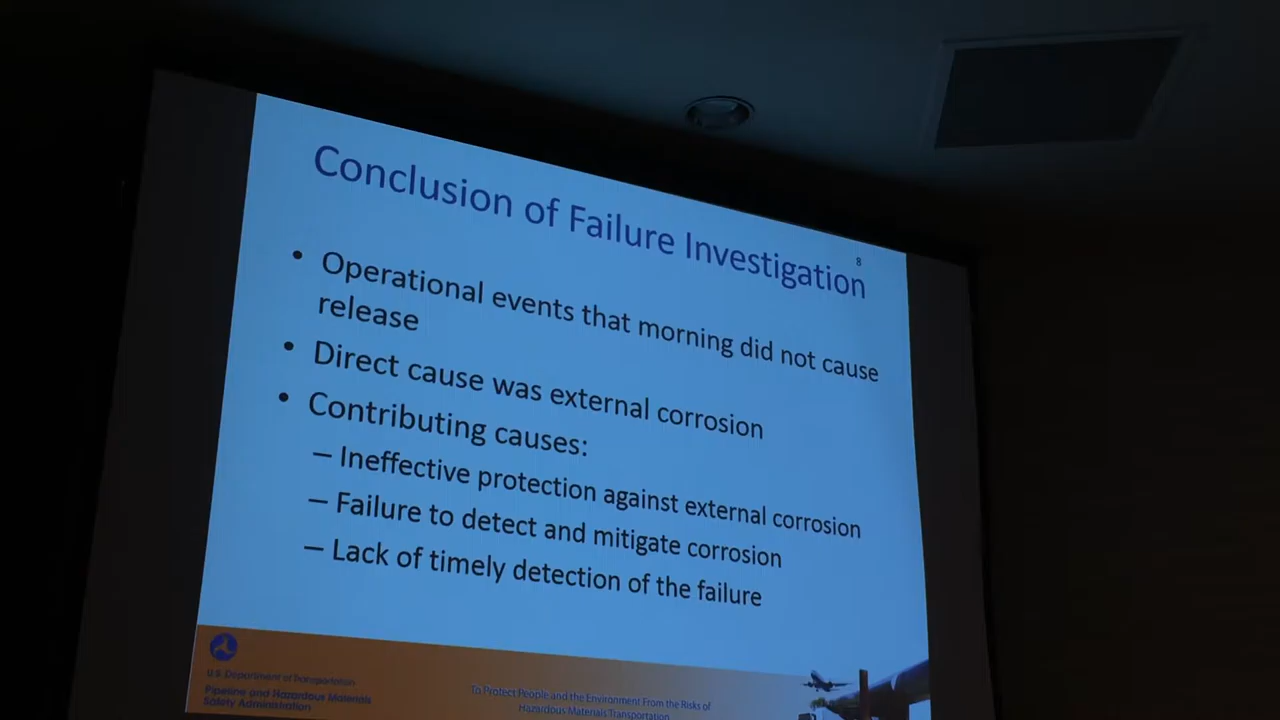 Conclusion of Failure Investigation
8
• Operational events that morning did not cause
release
• Direct cause was external corrosion
• Contributing causes:
– Ineffective protection against external corrosion
– Failure to detect and mitigate corrosion
– Lack of timely detection of the failure
U.S. Department of Transportation
Pipeline and Hazardous Materials
Safety Administration
To Protect People and the Environment From the Risks of
Hazardous Materials Transportation